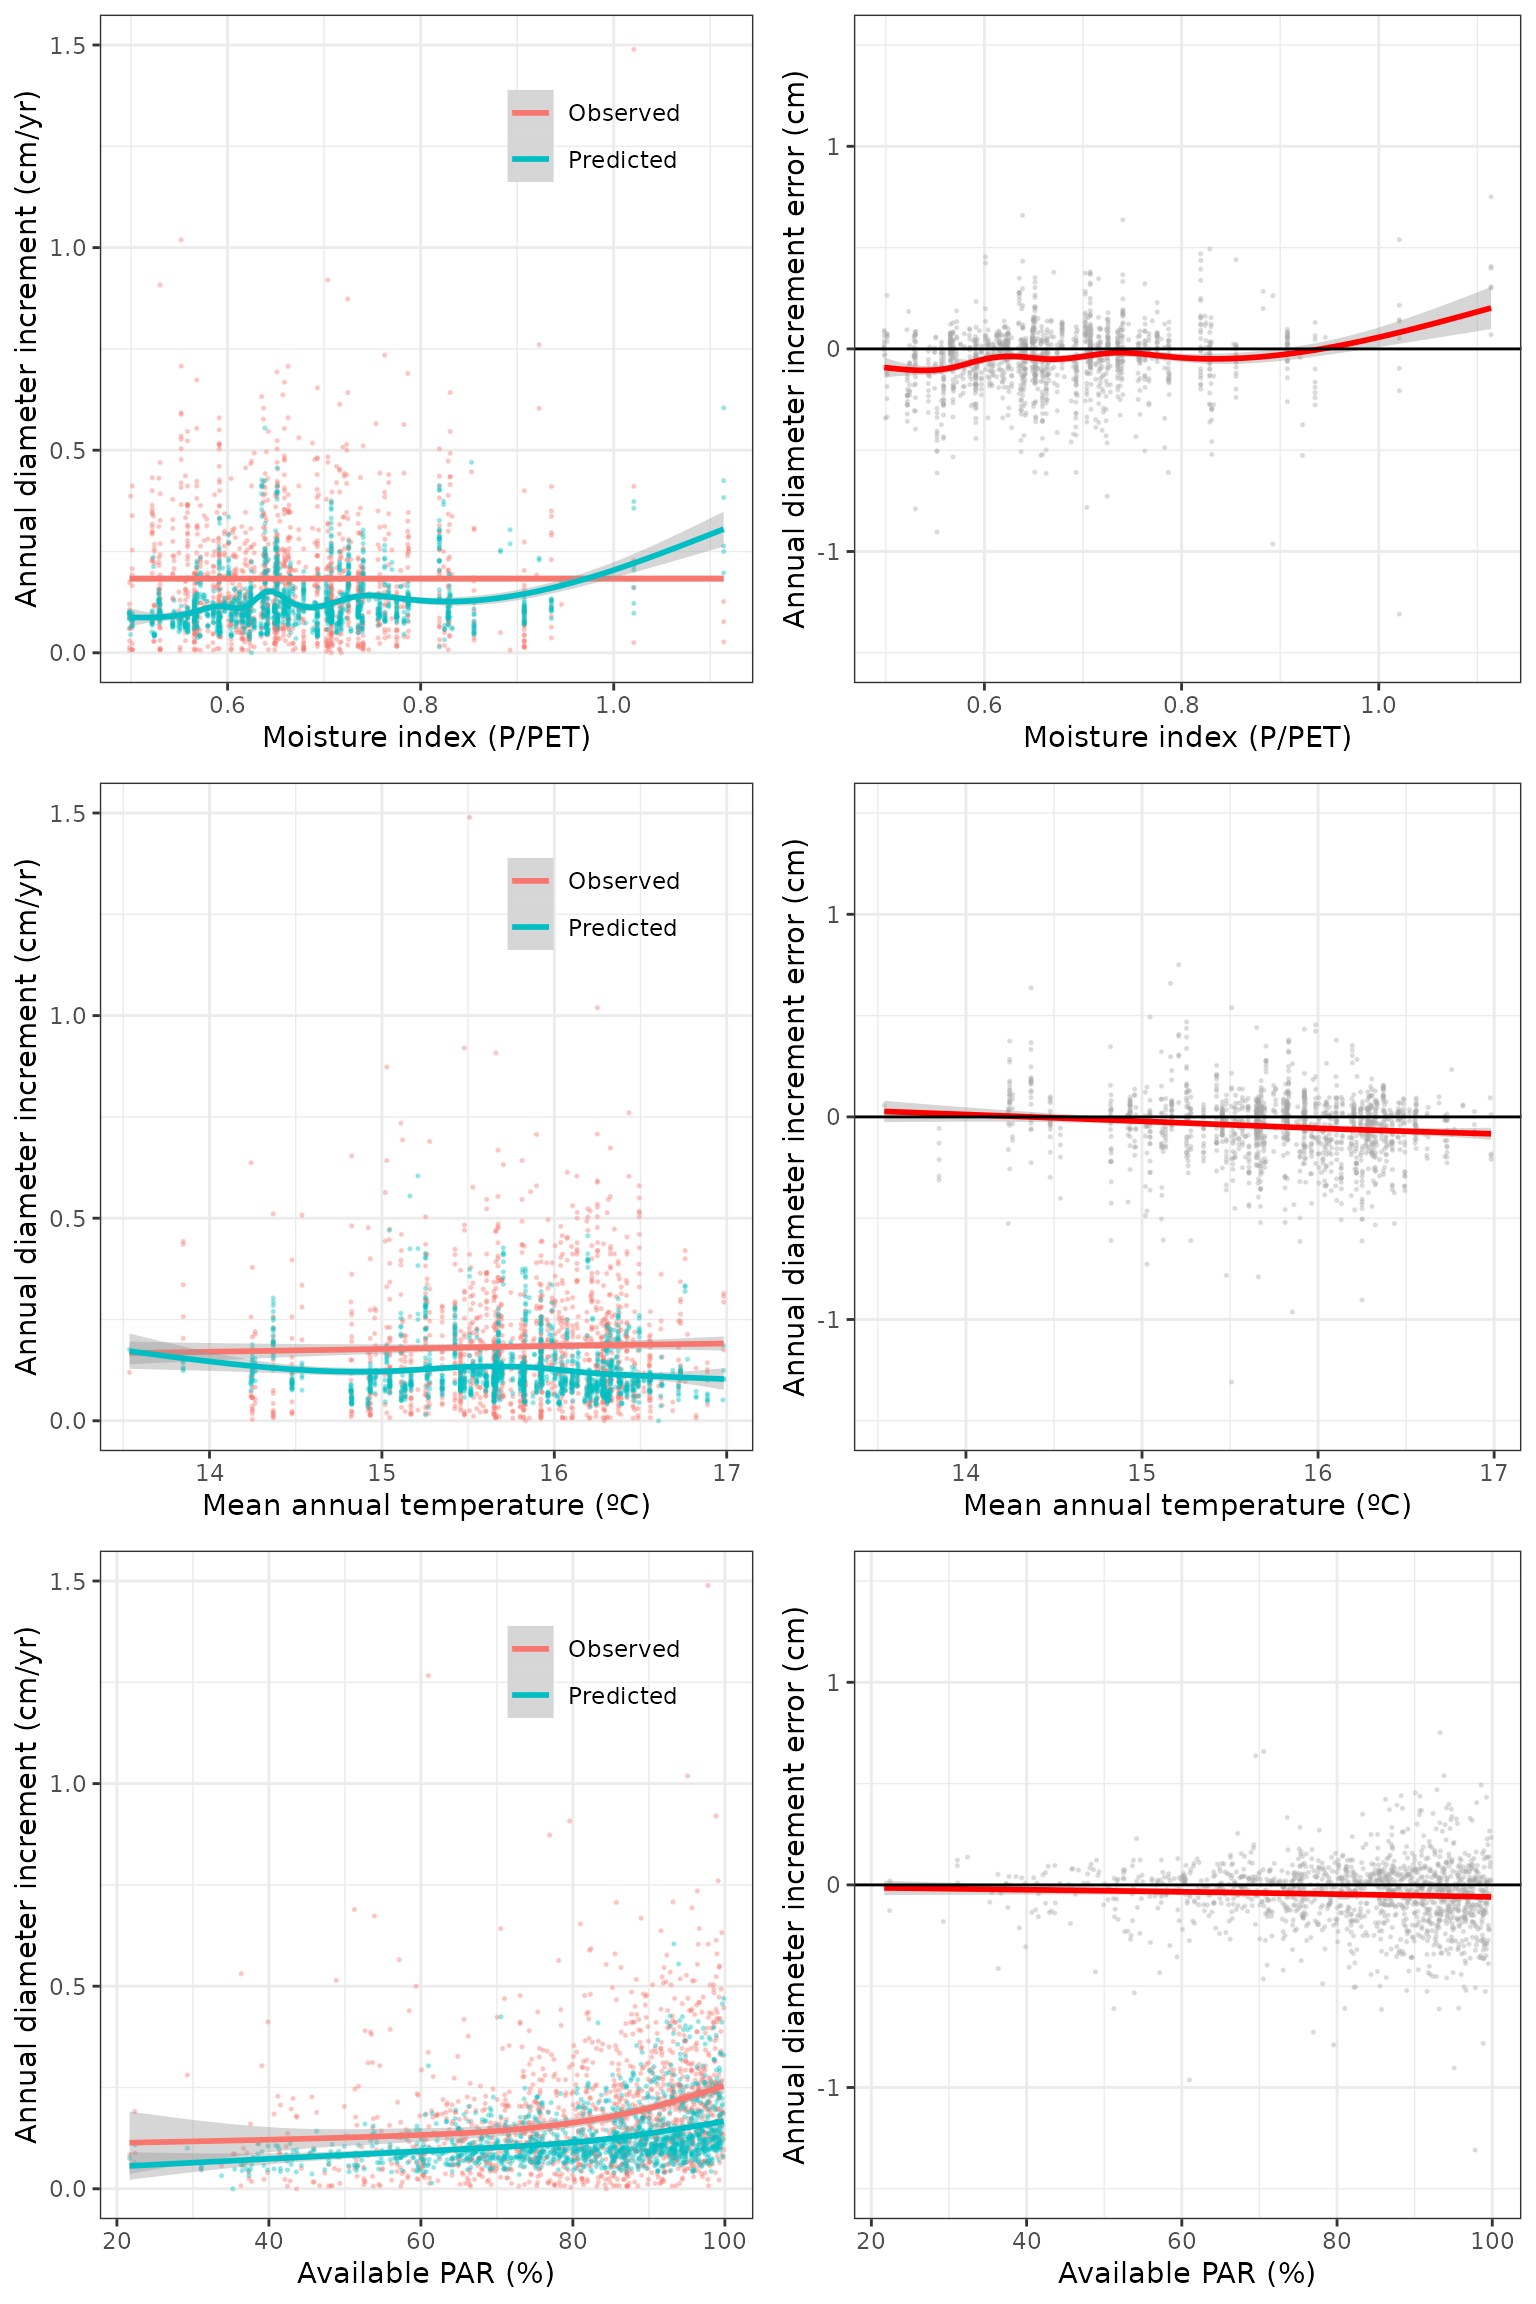 Annual diameter increment (cm/yr)
1.5
1.0
0.5
0.0
Observed
Predicted
0.6 0.8 1.0
Moisture index (P/PET)
Annual diameter increment error (cm)
1
0
-1
0.6 0.8 1.0
Moisture index (P/PET)
Annual diameter increment (cm/yr)
1.5
1.0
0.5
0.0
Observed
Predicted
14 15 16 17
Mean annual temperature (ºC)
Annual diameter increment error (cm)
1
0
-1
14 15 16 17
Mean annual temperature (ºC)
Annual diameter increment (cm/yr)
1.5
1.0
0.5
0.0
Observed
Predicted
20 40 60 80 100
Available PAR (%)
Annual diameter increment error (cm)
1
0
-1
20 40 60 80 100
Available PAR (%)